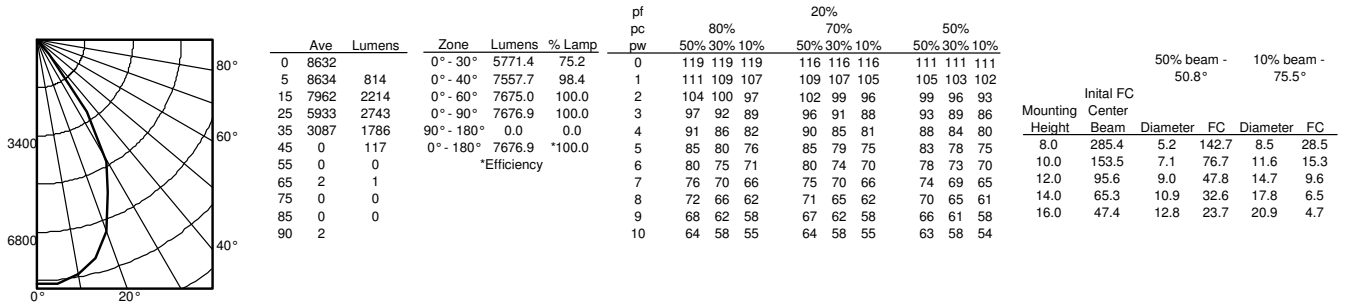 80°
60°
40°
3400
6800
0° 20°
Ave Lumens
0 8632
5 8634 814
15 7962 2214
25 5933 2743
35 3087 1786
45 0 117
55 0 0
65 2 1
75 0 0
85 0 0
90 2
Zone Lumens % Lamp
0° - 30° 5771.4 75.2
0° - 40° 7557.7 98.4
0° - 60° 7675.0 100.0
0° - 90° 7676.9 100.0
90° - 180° 0.0 0.0
0° - 180° 7676.9 *100.0
*Efficiency
pf 20%
pc 80% 70% 50%
pw 50% 30% 10% 50% 30% 10% 50% 30% 10%
0 119 119 119 116 116 116 111 111 111
1 111 109 107 109 107 105 105 103 102
2 104 100 97 102 99 96 99 96 93
3 97 92 89 96 91 88 93 89 86
4 91 86 82 90 85 81 88 84 80
5 85 80 76 85 79 75 83 78 75
6 80 75 71 80 74 70 78 73 70
7 76 70 66 75 70 66 74 69 65
8 72 66 62 71 65 62 70 65 61
9 68 62 58 67 62 58 66 61 58
10 64 58 55 64 58 55 63 58 54
50% beam - 10% beam -
50.8° 75.5°
Inital FC
Mounting Center
Height Beam Diameter FC Diameter FC
8.0 285.4 5.2 142.7 8.5 28.5
10.0 153.5 7.1 76.7 11.6 15.3
12.0 95.6 9.0 47.8 14.7 9.6
14.0 65.3 10.9 32.6 17.8 6.5
16.0 47.4 12.8 23.7 20.9 4.7